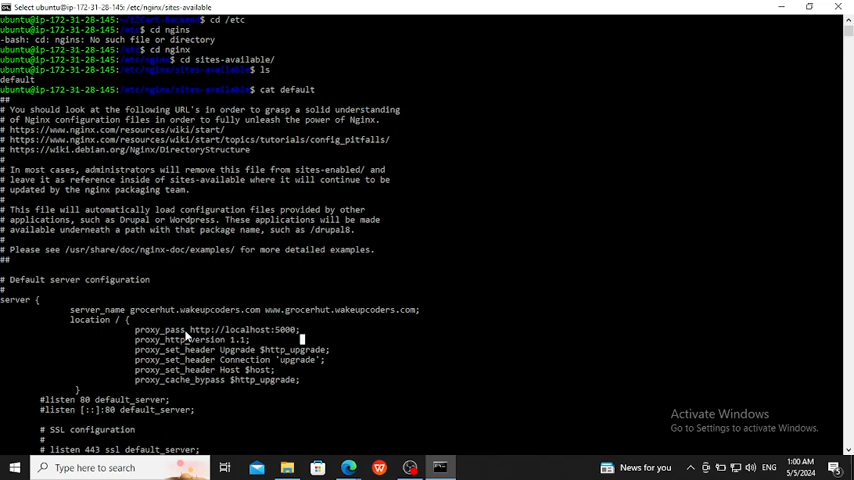 Select ubuntu@ip-172-31-28-145: /etc/nginx/sites-available
ubuntu@ip-172-31-28-145: cd /etc
ubuntu@ip-172-31-28-145:/etc$ cd nginx
-bash: cd: nginx: No such file or directory
ubuntu@ip-172-31-28-145:/etc$ cd nginx
ubuntu@ip-172-31-28-145:/etc/nginx$ cd sites-available/
ubuntu@ip-172-31-28-145:/etc/nginx/sites-available$ ls
default
ubuntu@ip-172-31-28-145:/etc/nginx/sites-available$ cat default
##
# You should look at the following URL's in order to grasp a solid understanding
# of Nginx configuration files in order to fully unleash the power of Nginx.
# https://www.nginx.com/resources/wiki/start/
# https://www.nginx.com/resources/wiki/start/topics/tutorials/config_pitfalls/
# https://wiki.debian.org/Nginx/DirectoryStructure
#
# In most cases, administrators will remove this file from sites-enabled/ and
# leave it as reference inside of sites-available where it will continue to be
# updated by the nginx packaging team.
#
# This file will automatically load configuration files provided by other
# applications, such as Drupal or Wordpress. These applications will be made
# available underneath a path with that package name, such as /drupal8.
#
# Please see /usr/share/doc/nginx-doc/examples/ for more detailed examples.
##
# Default server configuration
#
server {
server_name grocerhut.wakeupcoders.com www.grocerhut.wakeupcoders.com;
location / {
proxy_pass http://localhost:5000;
proxy_http_version 1.1;
proxy_set_header Upgrade $http_upgrade;
proxy_set_header Connection 'upgrade';
proxy_set_header Host $host;
proxy_cache_bypass $http_upgrade;
}
#listen 80 default_server;
#listen [::]:80 default_server;
# SSL configuration
#
# listen 443 ssl default_server;
Activate Windows
Go to Settings to activate Windows.
Type here to search
News for you
ENG
1:00 AM
5/5/2024